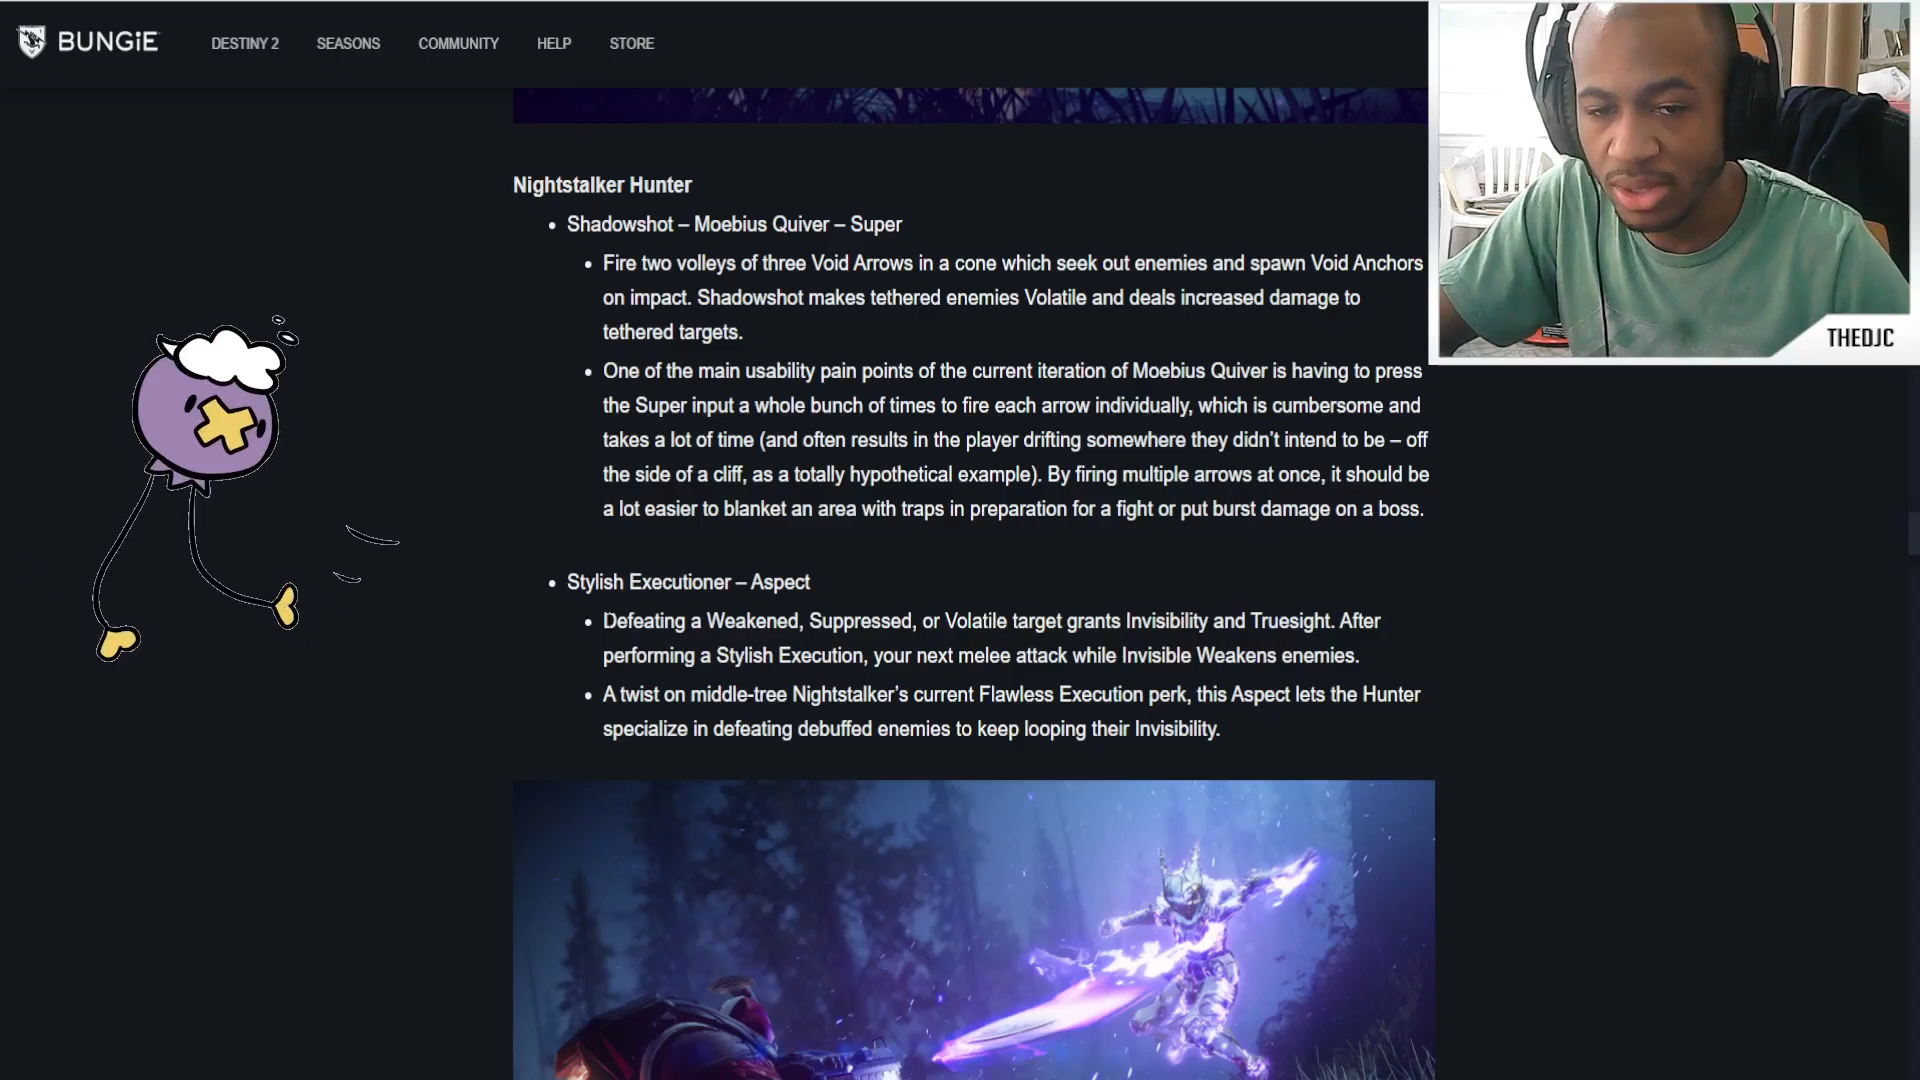 BUNGiE
DESTINY 2
SEASONS
COMMUNITY
HELP
STORE
THEDJC
Nightstalker Hunter
Shadowshot – Moebius Quiver – Super
Fire two volleys of three Void Arrows in a cone which seek out enemies and spawn Void Anchors
on impact. Shadowshot makes tethered enemies Volatile and deals increased damage to
tethered targets.
One of the main usability pain points of the current iteration of Moebius Quiver is having to press
the Super input a whole bunch of times to fire each arrow individually, which is cumbersome and
takes a lot of time (and often results in the player drifting somewhere they didn’t intend to be – off
the side of a cliff, as a totally hypothetical example). By firing multiple arrows at once, it should be
a lot easier to blanket an area with traps in preparation for a fight or put burst damage on a boss.
Stylish Executioner – Aspect
Defeating a Weakened, Suppressed, or Volatile target grants Invisibility and Truesight. After
performing a Stylish Execution, your next melee attack while Invisible Weakens enemies.
A twist on middle-tree Nightstalker’s current Flawless Execution perk, this Aspect lets the Hunter
specialize in defeating debuffed enemies to keep looping their Invisibility.